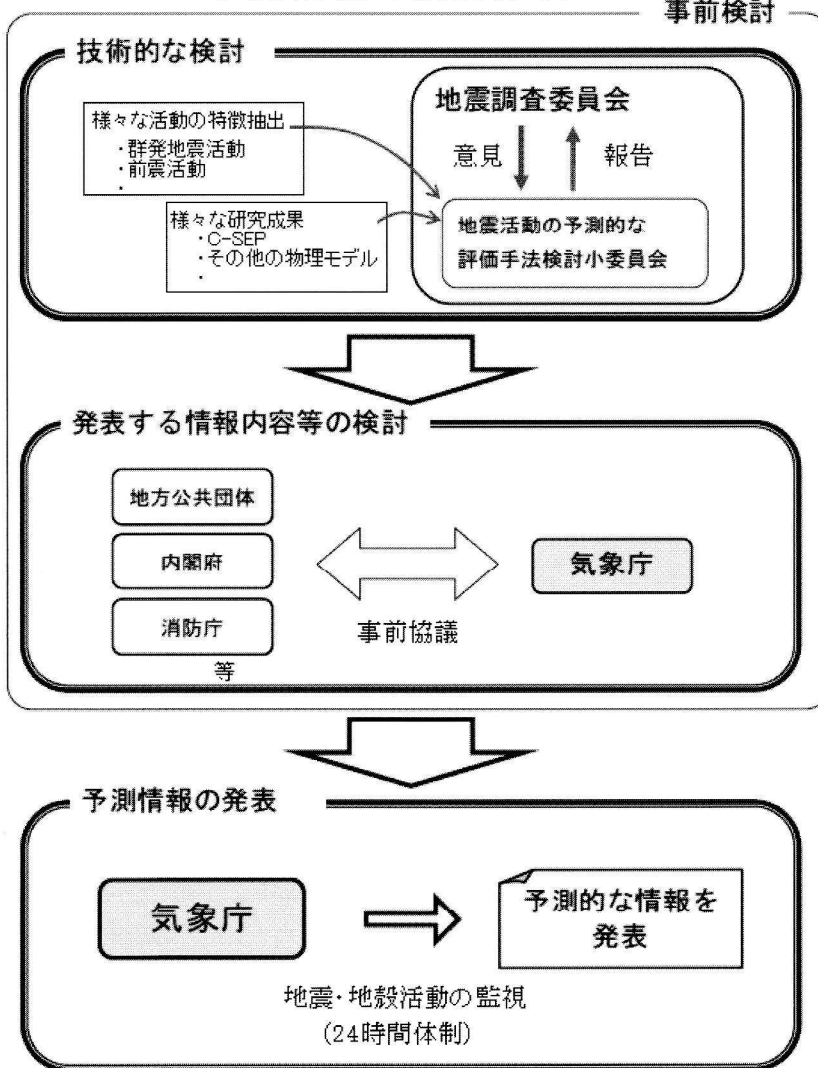 事前検討
技術的な検討
様々な活動の特徴抽出
・群発地震活動
・前震活動
・
様々な研究成果
・C-SEP
・その他の物理モデル
・
地震調査委員会
意見
報告
地震活動の予測的な
評価手法検討小委員会
発表する情報内容等の検討
地方公共団体
内閣府
消防庁
等
事前協議
気象庁
予測情報の発表
気象庁
予測的な情報を
発表
地震・地殻活動の監視
(24時間体制)